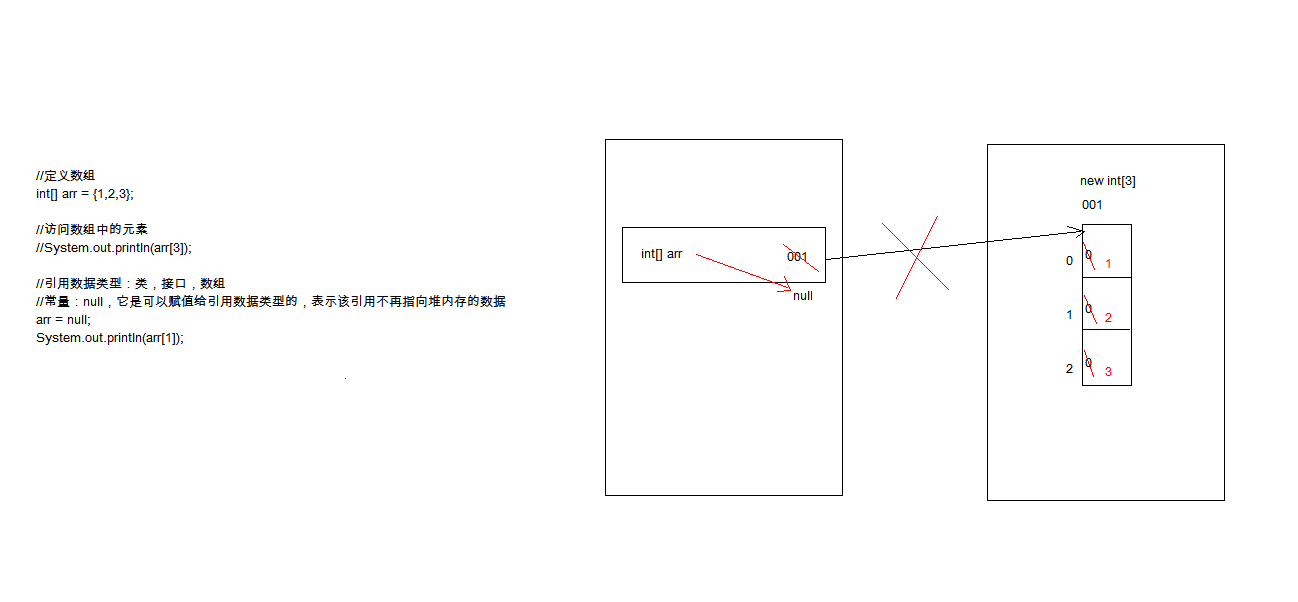 //定义数组
int[] arr = {1,2,3};
//访问数组中的元素
//System.out.println(arr[3]);
//引用数据类型：类，接口，数组
//常量：null，它是可以赋值给引用数据类型的，表示该引用不再指向堆内存的数据
arr = null;
System.out.println(arr[1]);
int[] arr
001
null
new int[3]
001
0 0 1
1 0 2
2 0 3